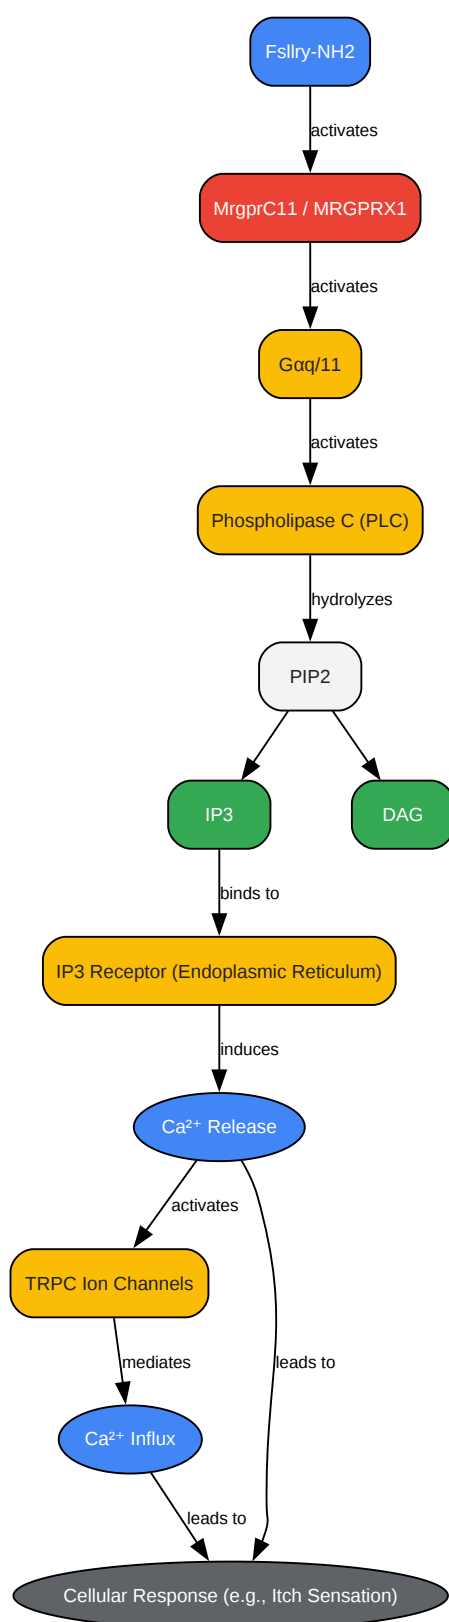 Fsllry-NH2
activates
MrgprC11 / MRGPRX1
activates
Gαq/11
activates
Phospholipase C (PLC)
hydrolyzes
PIP2
IP3
DAG
binds to
IP3 Receptor (Endoplasmic Reticulum)
induces
Ca²⁺ Release
activates
TRPC Ion Channels
mediates
leads to
Ca²⁺ Influx
leads to
Cellular Response (e.g., Itch Sensation)